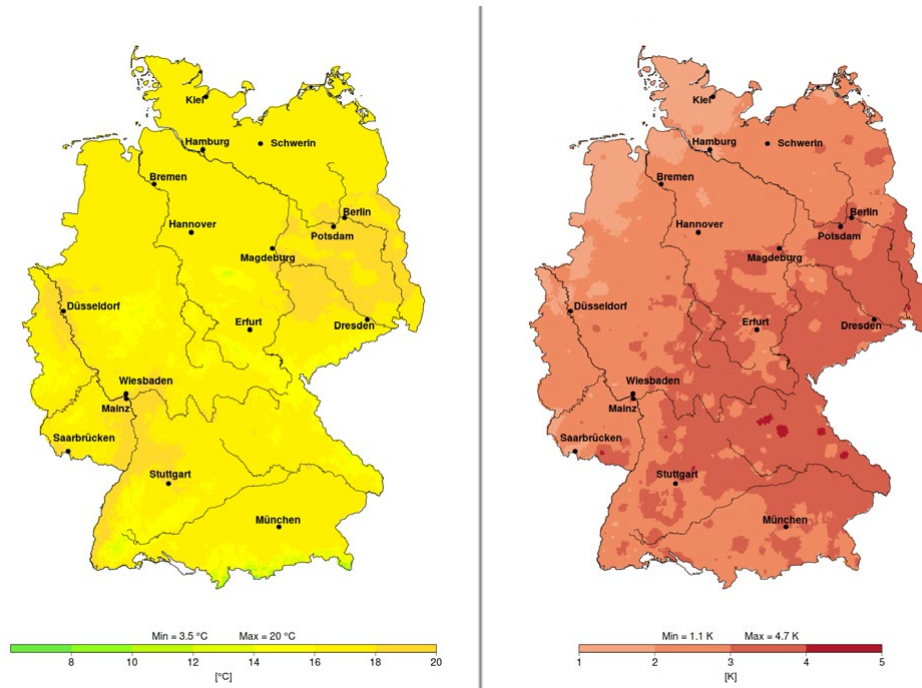 Kiel
Hamburg
Schwerin
Bremen
Berlin
Hannover
Potsdam
Magdeburg
Düsseldorf
Erfurt
Dresden
Wiesbaden
Mainz
Saarbrücken
Stuttgart
München
Min = 3.5 °C Max = 20 °C
8 10 12 14 16 18 20
[°C]
Kiel
Hamburg
Schwerin
Bremen
Berlin
Hannover
Potsdam
Magdeburg
Düsseldorf
Erfurt
Dresden
Wiesbaden
Mainz
Saarbrücken
Stuttgart
München
Min = 1.1 K Max = 4.7 K
1 2 3 4 5
[K]